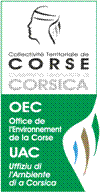 Collectivité Territoriale de
CORSE
CORSICA
OEC
Office de
l'Environnement
de la Corse
UAC
Uffiziu di
l'Ambiente
di a Corsica